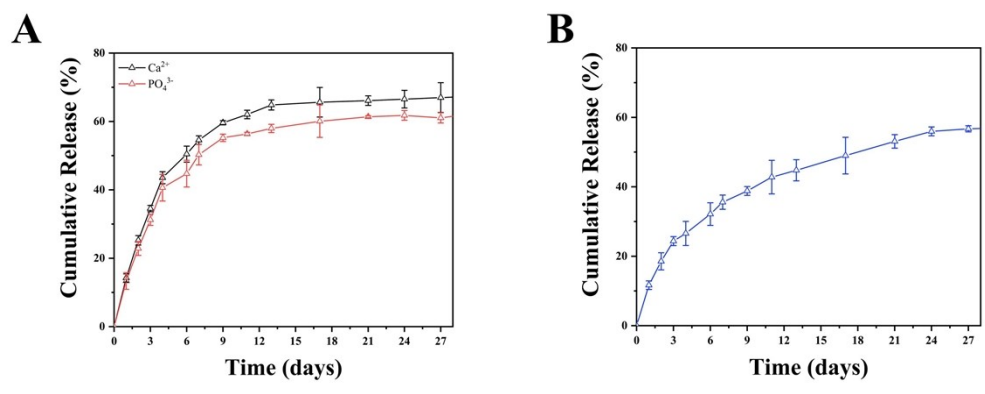 A
B
Cumulative Release (%)
80
60
40
20
0
Ca²⁺
PO₄³⁻
0 3 6 9 12 15 18 21 24 27
Time (days)
Cumulative Release (%)
80
60
40
20
0
0 3 6 9 12 15 18 21 24 27
Time (days)